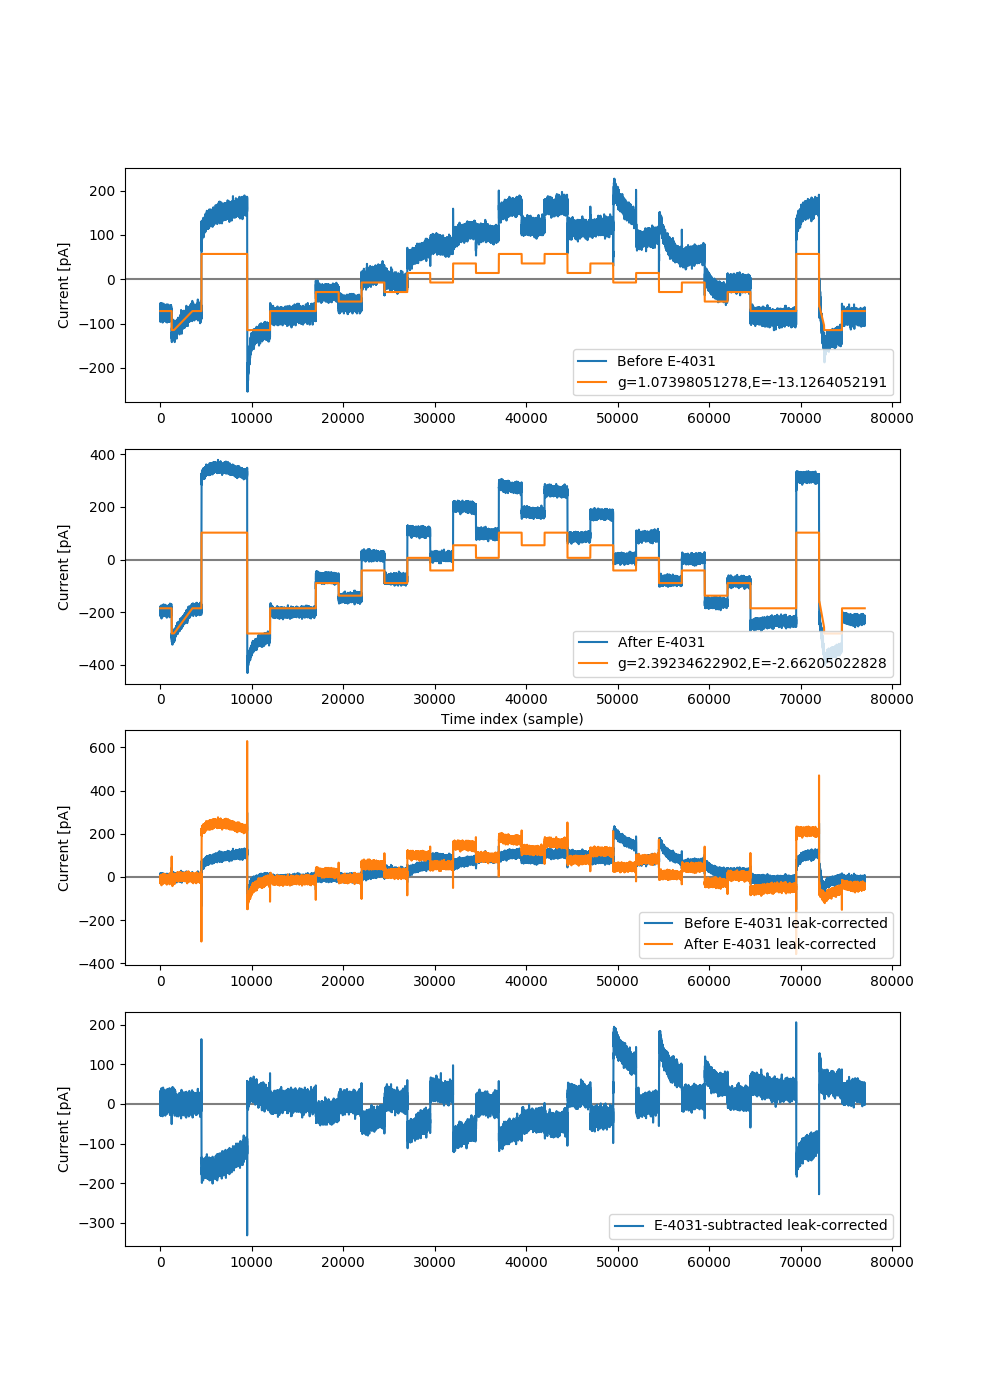 200
100
0
−100
−200
Current [pA]
Before E-4031
g=1.07398051278,E=-13.1264052191
0 10000 20000 30000 40000 50000 60000 70000 80000
400
200
0
−200
−400
Current [pA]
After E-4031
g=2.39234622902,E=-2.66205022828
0 10000 20000 30000 40000 50000 60000 70000 80000
Time index (sample)
600
400
200
0
−200
−400
Current [pA]
Before E-4031 leak-corrected
After E-4031 leak-corrected
0 10000 20000 30000 40000 50000 60000 70000 80000
200
100
0
−100
−200
−300
Current [pA]
E-4031-subtracted leak-corrected
0 10000 20000 30000 40000 50000 60000 70000 80000